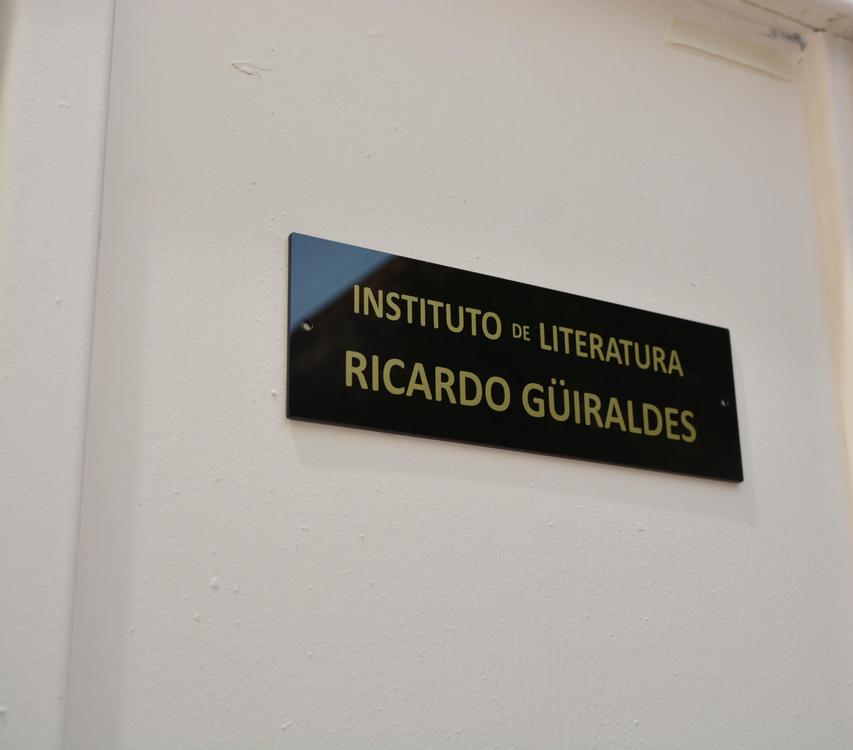 INSTITUTO DE LITERATURA
RICARDO GÜIRALDES